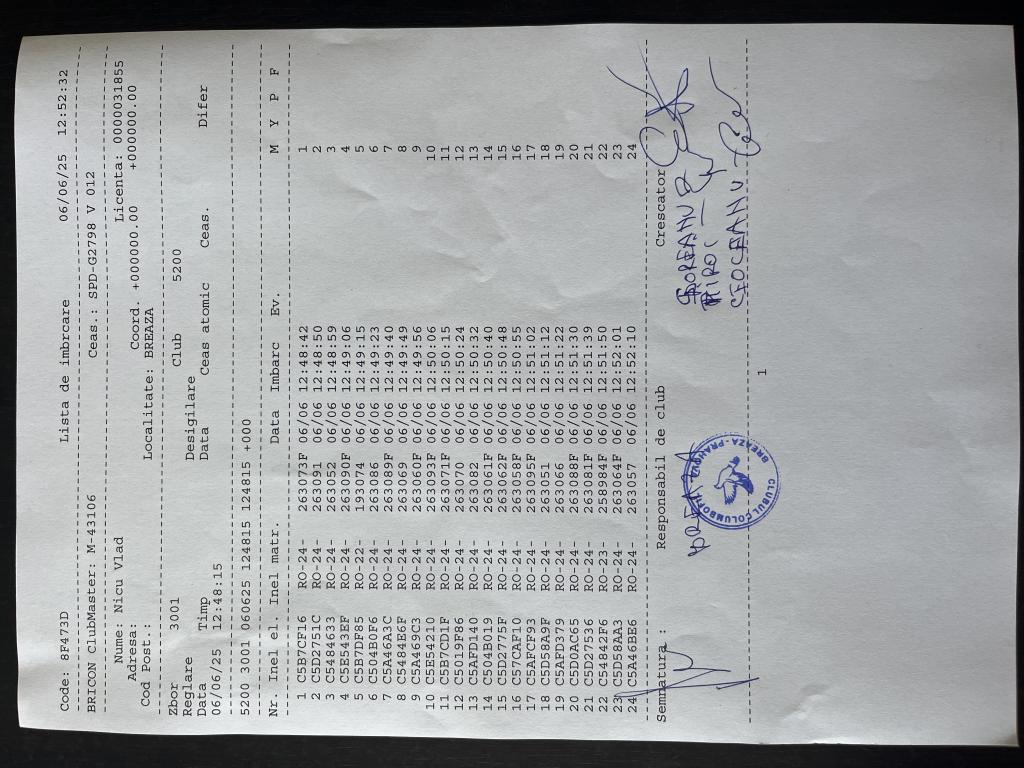 Code: 8F473D Lista de imbrcare 06/06/25 12:52:32
BRICON ClubMaster: M-43106 Ceas.: SPD-G2798 V 012
Nume: Nicu Vlad Licenta: 0000031855
Adresa: Coord. +000000.00 +000000.00
Cod Post.: Localitate: BREAZA
Zbor 3001 Club 5200
Reglare Desigilare
Data Timp Data Ceas atomic Ceas. Difer
06/06/25 12:48:15
5200 3001 060625 124815 124815 +000
Nr. Inel el. Inel matr. Data Imbarc Ev. M Y P F
1 C5B7CF16 RO-24- 263073F 06/06 12:48:42 1
2 C5D2751C RO-24- 263091 06/06 12:48:50 2
3 C5484633 RO-24- 263052 06/06 12:48:59 3
4 C5E543EF RO-24- 263090F 06/06 12:49:06 4
5 C5B7DF85 RO-22- 193074 06/06 12:49:15 5
6 C504B0F6 RO-24- 263086 06/06 12:49:23 6
7 C5A46A3C RO-24- 263089F 06/06 12:49:40 7
8 C5484E6F RO-24- 263069 06/06 12:49:49 8
9 C5A469C3 RO-24- 263060F 06/06 12:49:56 9
10 C5E54210 RO-24- 263093F 06/06 12:50:06 10
11 C5B7CD1F RO-24- 263071F 06/06 12:50:15 11
12 C5019F86 RO-24- 263070 06/06 12:50:24 12
13 C5AFD140 RO-24- 263082 06/06 12:50:32 13
14 C504B019 RO-24- 263061F 06/06 12:50:40 14
15 C5D2775F RO-24- 263062F 06/06 12:50:48 15
16 C57CAF10 RO-24- 263058F 06/06 12:50:55 16
17 C5AFCF93 RO-24- 263095F 06/06 12:51:02 17
18 C5D58A9F RO-24- 263051 06/06 12:51:12 18
19 C5AFD379 RO-24- 263066 06/06 12:51:22 19
20 C5D0AC65 RO-24- 263088F 06/06 12:51:30 20
21 C5D27536 RO-24- 263081F 06/06 12:51:39 21
22 C54842F6 RO-23- 258984F 06/06 12:51:50 22
23 C5D58AA3 RO-24- 263064F 06/06 12:52:01 23
24 C5A46BE6 RO-24- 263057 06/06 12:52:10 24
Semnatura : Responsabil de club Crescator
BREAZA
CLUBUL COLUMBOFIL
BREAZA-PRAHOVA
CIOCEANU
1